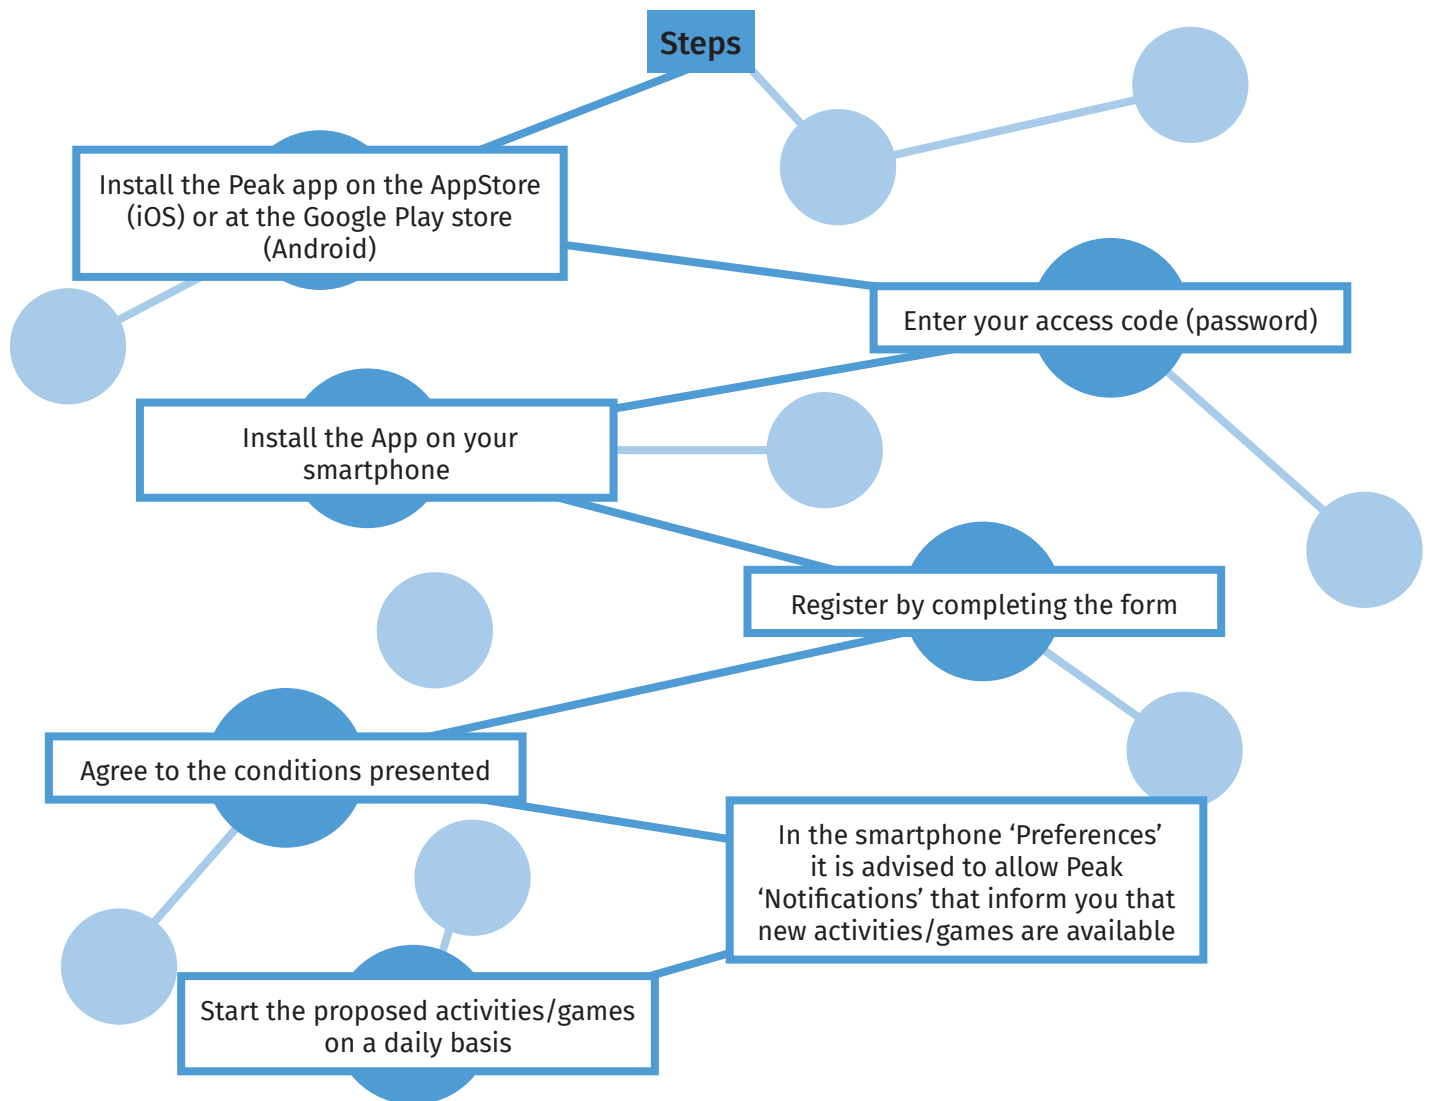 Steps
Install the Peak app on the AppStore
(iOS) or at the Google Play store
(Android)
Enter your access code (password)
Install the App on your
smartphone
Register by completing the form
Agree to the conditions presented
In the smartphone ‘Preferences’
it is advised to allow Peak
‘Notifications’ that inform you that
new activities/games are available
Start the proposed activities/games
on a daily basis